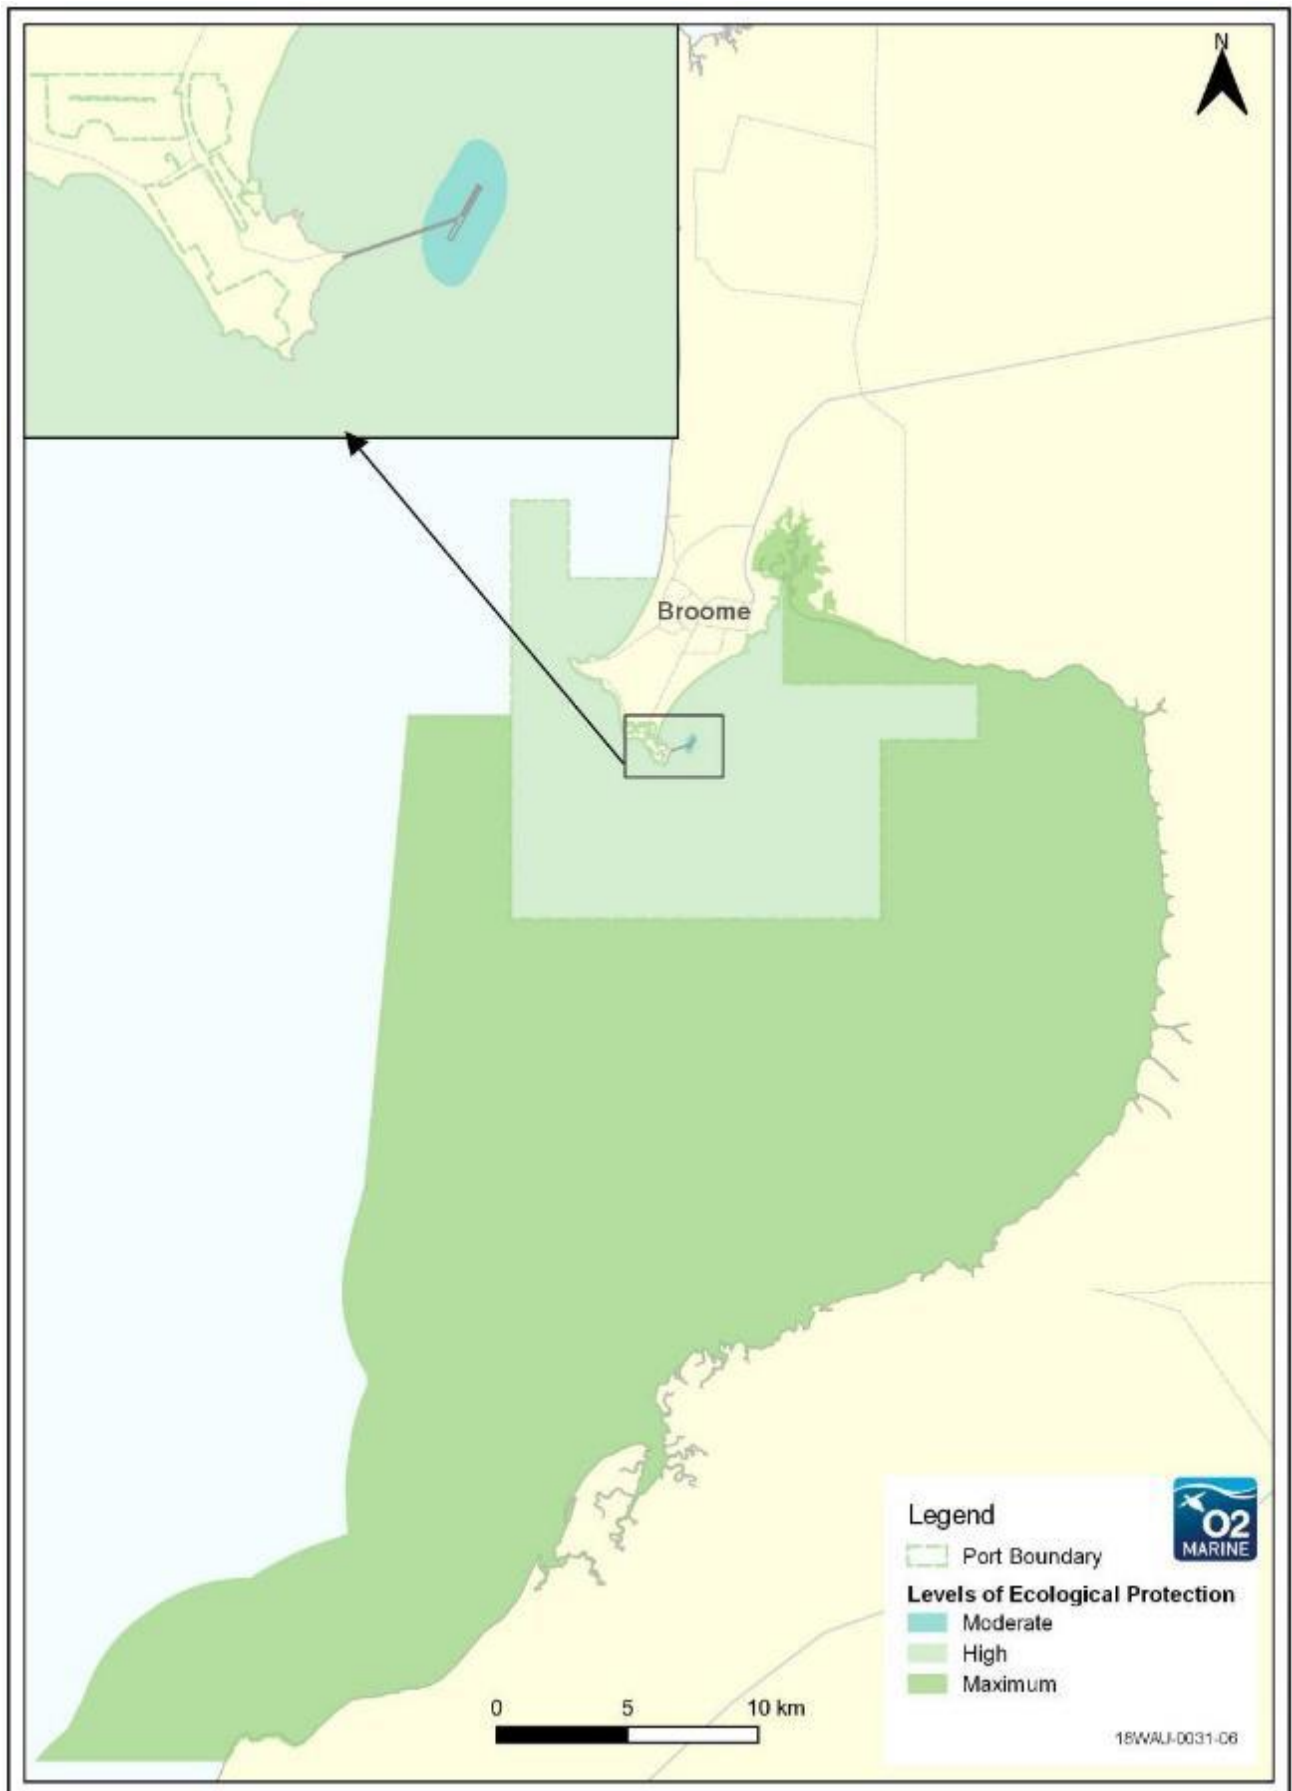 N
Broome
Legend
O2
MARINE
Port Boundary
Levels of Ecological Protection
Moderate
High
Maximum
0 5 10 km
18WAU-0031-06